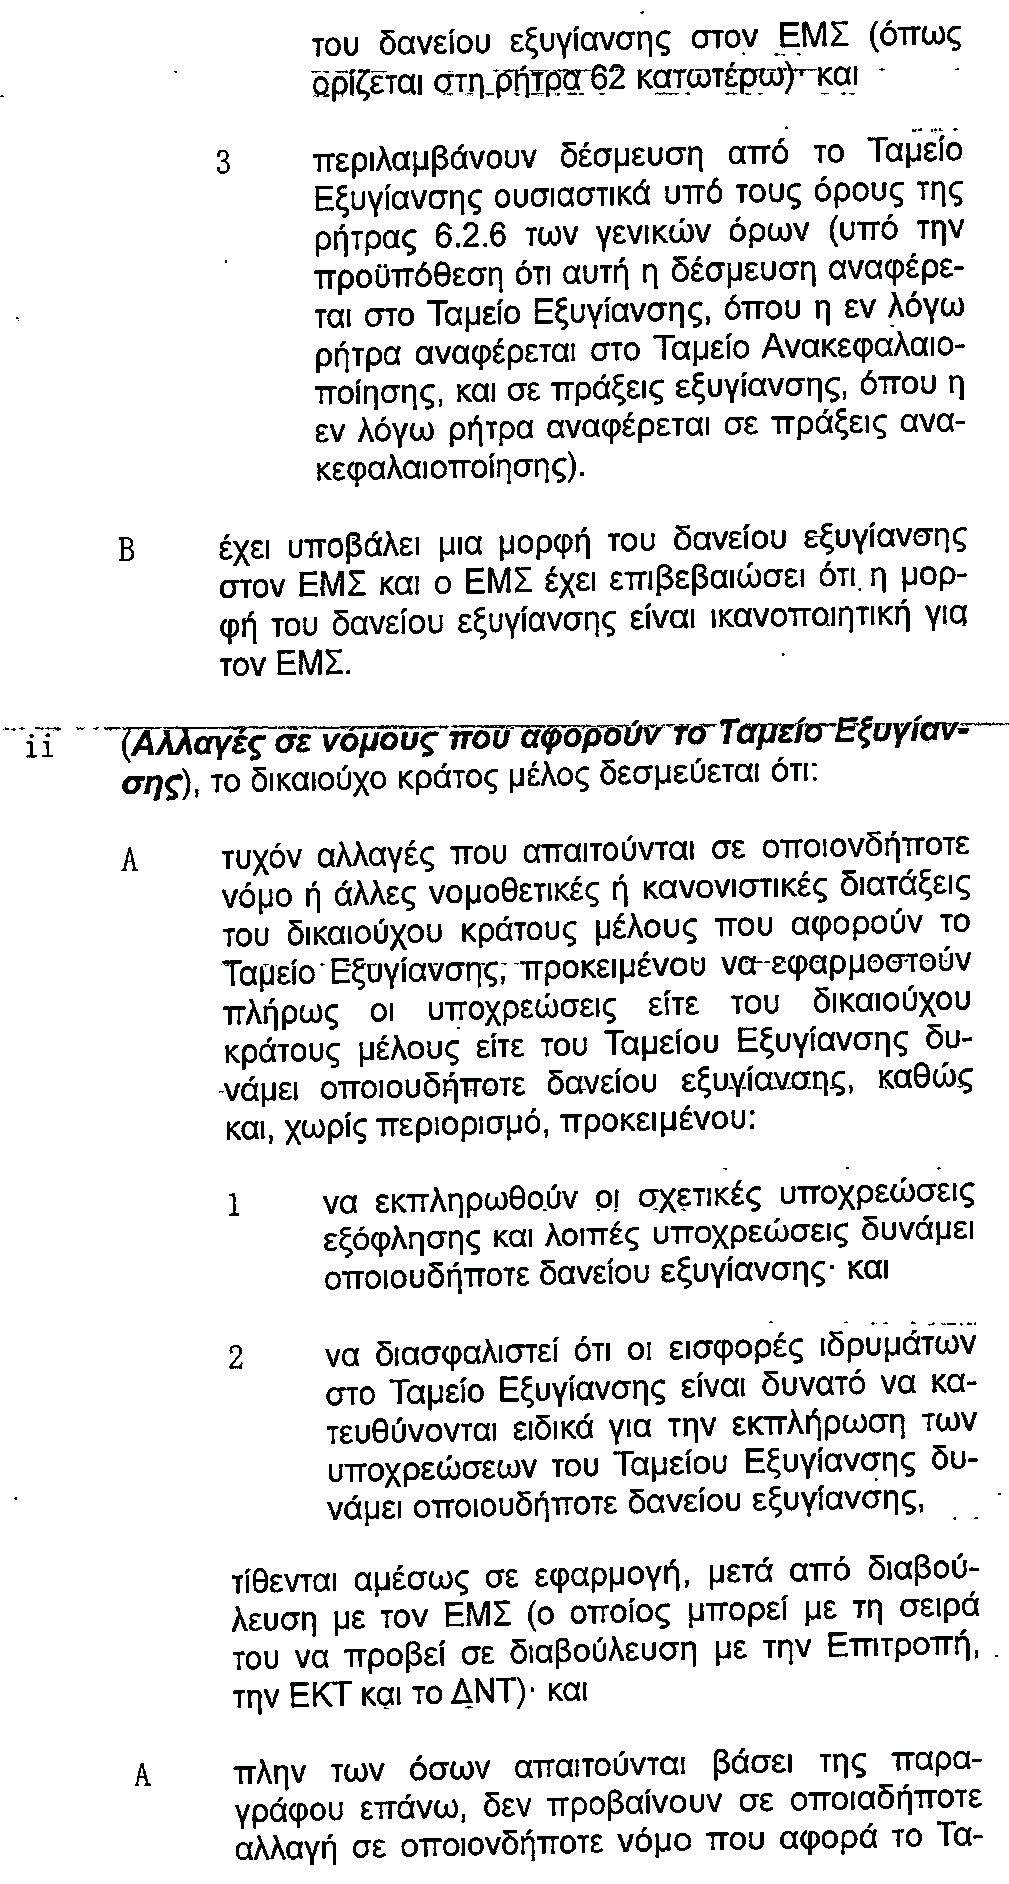 του δανείου εξυγίανσης στον ΕΜΣ (όπως
ορίζεται στη ρήτρα 62 κατωτέρω)· και
3 περιλαμβάνουν δέσμευση από το Ταμείο
Εξυγίανσης ουσιαστικά υπό τους όρους της
ρήτρας 6.2.6 των γενικών όρων (υπό την
προϋπόθεση ότι αυτή η δέσμευση αναφέρε-
ται στο Ταμείο Εξυγίανσης, όπου η εν λόγω
ρήτρα αναφέρεται στο Ταμείο Ανακεφαλαιο-
ποίησης, και σε πράξεις εξυγίανσης, όπου η
εν λόγω ρήτρα αναφέρεται σε πράξεις ανα-
κεφαλαιοποίησης).
Β έχει υποβάλει μια μορφή του δανείου εξυγίανσης
στον ΕΜΣ και ο ΕΜΣ έχει επιβεβαιώσει ότι η μορ-
φή του δανείου εξυγίανσης είναι ικανοποιητική για
τον ΕΜΣ.
ii (Αλλαγές σε νόμους που αφορούν το Ταμείο Εξυγίαν-
σης), το δικαιούχο κράτος μέλος δεσμεύεται ότι:
Α τυχόν αλλαγές που απαιτούνται σε οποιονδήποτε
νόμο ή άλλες νομοθετικές ή κανονιστικές διατάξεις
του δικαιούχου κράτους μέλους που αφορούν το
Ταμείο Εξυγίανσης, προκειμένου να εφαρμοστούν
πλήρως οι υποχρεώσεις είτε του δικαιούχου
κράτους μέλους είτε του Ταμείου Εξυγίανσης δυ-
νάμει οποιουδήποτε δανείου εξυγίανσης, καθώς
και, χωρίς περιορισμό, προκειμένου:
1 να εκπληρωθούν οι σχετικές υποχρεώσεις
εξόφλησης και λοιπές υποχρεώσεις δυνάμει
οποιουδήποτε δανείου εξυγίανσης· και
2 να διασφαλιστεί ότι οι εισφορές ιδρυμάτων
στο Ταμείο Εξυγίανσης είναι δυνατό να κα-
τευθύνονται ειδικά για την εκπλήρωση των
υποχρεώσεων του Ταμείου Εξυγίανσης δυ-
νάμει οποιουδήποτε δανείου εξυγίανσης,
τίθενται αμέσως σε εφαρμογή, μετά από διαβού-
λευση με τον ΕΜΣ (ο οποίος μπορεί με τη σειρά
του να προβεί σε διαβούλευση με την Επιτροπή,
την ΕΚΤ και το ΔΝΤ)· και
Α πλην των όσων απαιτούνται βάσει της παρα-
γράφου επάνω, δεν προβαίνουν σε οποιαδήποτε
αλλαγή σε οποιονδήποτε νόμο που αφορά το Τα-